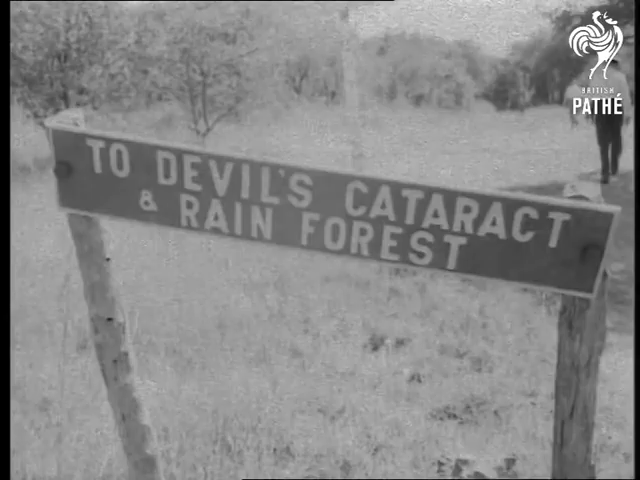 BRITISH
PATHÉ
TO DEVIL'S CATARACT
& RAIN FOREST